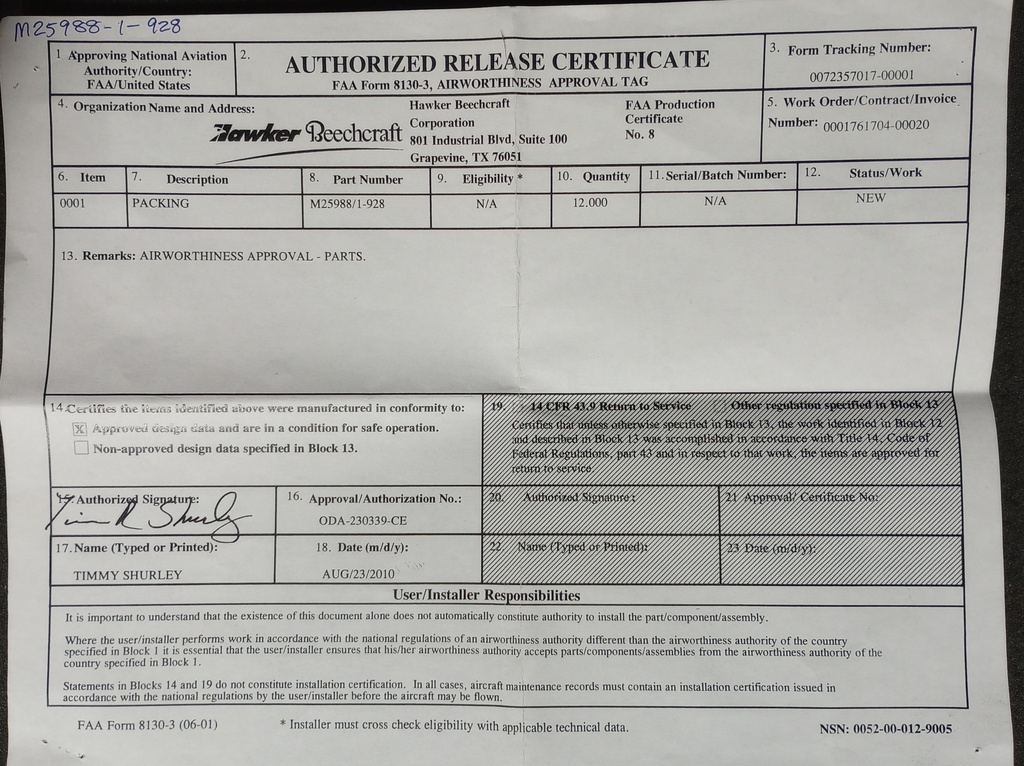 M25988-1-928
1 Approving National Aviation
Authority/Country:
FAA/United States
2.
AUTHORIZED RELEASE CERTIFICATE
FAA Form 8130-3, AIRWORTHINESS APPROVAL TAG
3. Form Tracking Number:
0072357017-00001
4. Organization Name and Address:
Hawker Beechcraft
Hawker Beechcraft
Corporation
801 Industrial Blvd, Suite 100
Grapevine, TX 76051
FAA Production
Certificate
No. 8
5. Work Order/Contract/Invoice
Number: 0001761704-00020
6. Item
7. Description
8. Part Number
9. Eligibility *
10. Quantity
11. Serial/Batch Number:
12. Status/Work
0001
PACKING
M25988/1-928
N/A
12.000
N/A
NEW
13. Remarks: AIRWORTHINESS APPROVAL - PARTS.
14. Certifies the items identified above were manufactured in conformity to:
X Approved design data and are in a condition for safe operation.
Non-approved design data specified in Block 13.
19. 14 CFR 43.9 Return to Service Other regulation specified in Block 13
Certifies that unless otherwise specified in Block 13, the work identified in Block 12
and described in Block 13 was accomplished in accordance with Title 14, Code of
Federal Regulations, part 43 and in respect to that work, the items are approved for
return to service.
15. Authorized Signature:
Tim R Shurley
16. Approval/Authorization No.:
ODA-230339-CE
20. Authorized Signature:
21 Approval/ Certificate No:
17. Name (Typed or Printed):
TIMMY SHURLEY
18. Date (m/d/y):
AUG/23/2010
22. Name (Typed or Printed):
23 Date (m/d/y):
User/Installer Responsibilities
It is important to understand that the existence of this document alone does not automatically constitute authority to install the part/component/assembly.
Where the user/installer performs work in accordance with the national regulations of an airworthiness authority different than the airworthiness authority of the country
specified in Block 1 it is essential that the user/installer ensures that his/her airworthiness authority accepts parts/components/assemblies from the airworthiness authority of the
country specified in Block 1.
Statements in Blocks 14 and 19 do not constitute installation certification. In all cases, aircraft maintenance records must contain an installation certification issued in
accordance with the national regulations by the user/installer before the aircraft may be flown.
FAA Form 8130-3 (06-01)
* Installer must cross check eligibility with applicable technical data.
NSN: 0052-00-012-9005